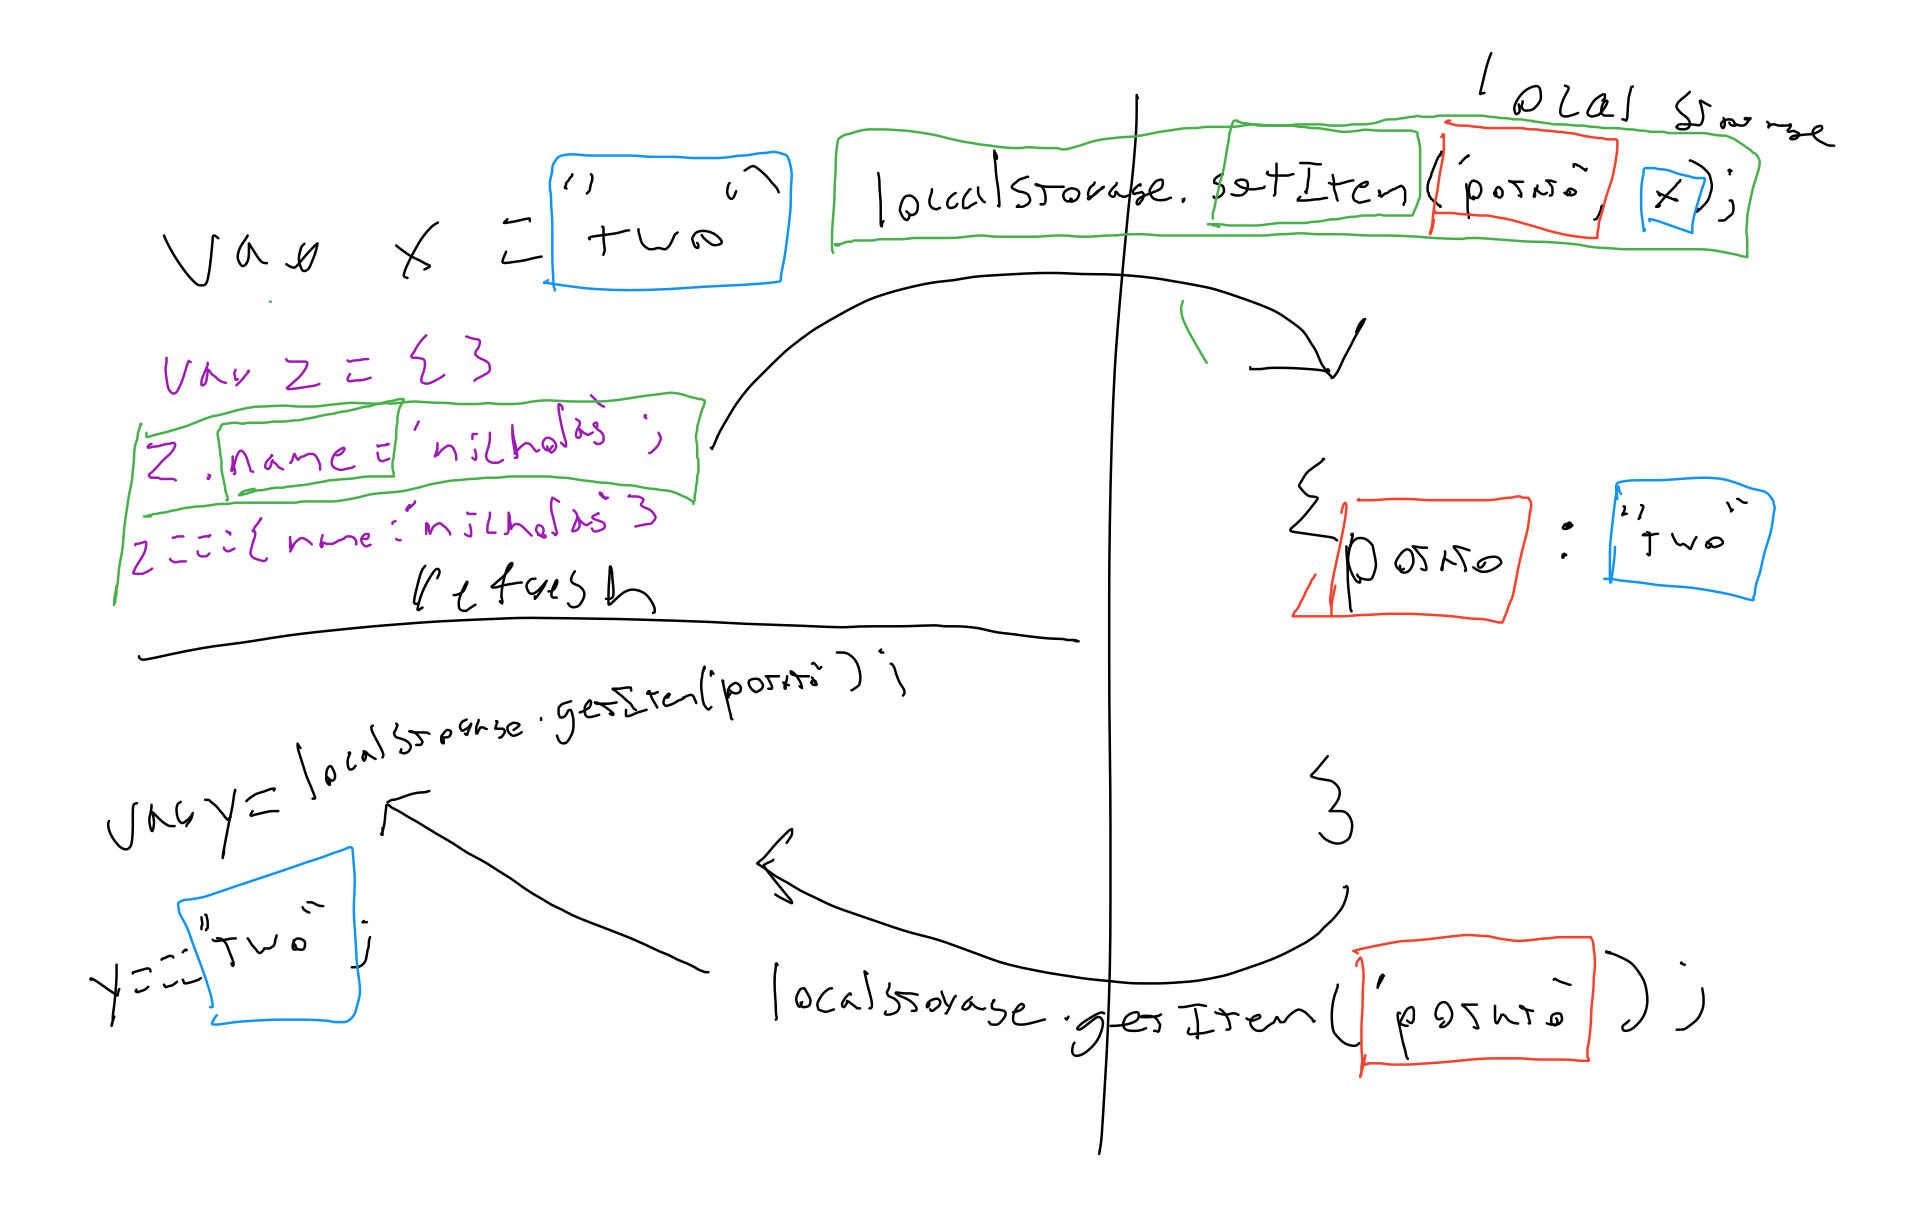 local storage
var x = "two"
localStorage.setItem('potato', x);
var z = { }
z.name = 'nicholas';
z === { name: 'nicholas' }
{
potato : "two"
refresh
var y = localStorage.getItem('potato');
}
y === "two";
localStorage.getItem('potato');